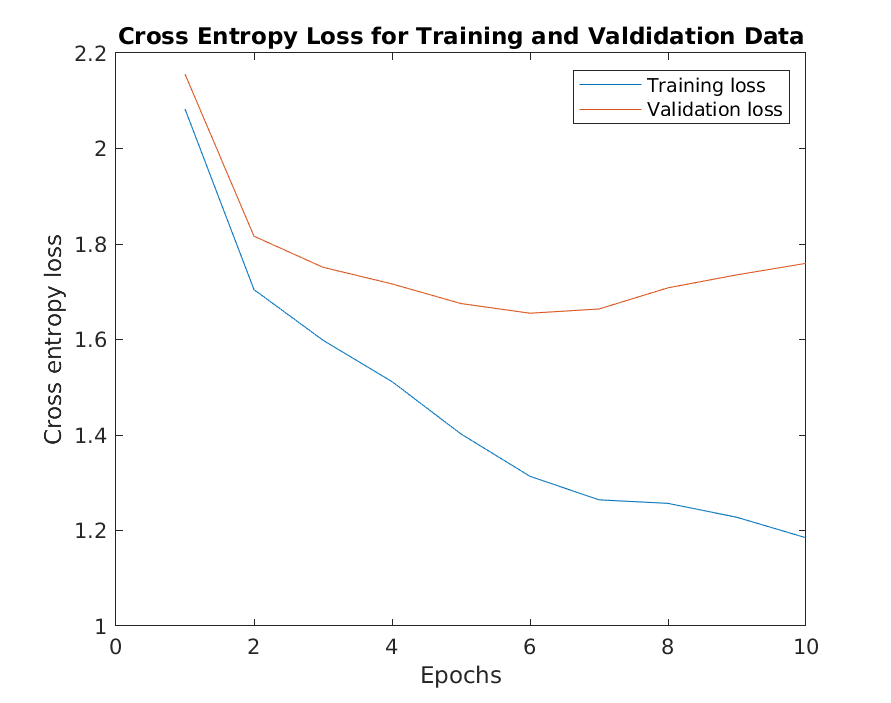 Cross Entropy Loss for Training and Valdidation Data
Training loss
Validation loss
Cross entropy loss
2.2
2
1.8
1.6
1.4
1.2
1
0 2 4 6 8 10
Epochs